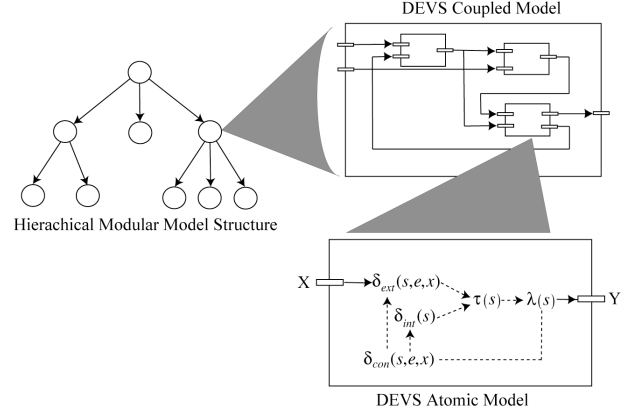 DEVS Coupled Model
Hierachical Modular Model Structure
X
δext(s,e,x)
τ(s)
λ(s)
Y
δint(s)
δcon(s,e,x)
DEVS Atomic Model